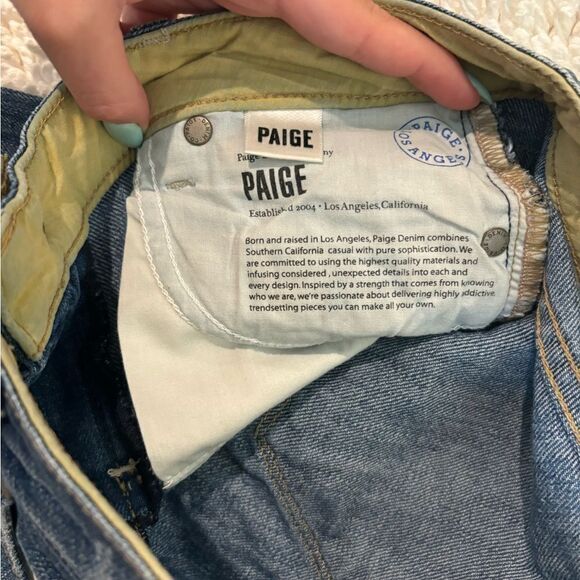 PAIGE
Paige
ny
PAIGE
Establis d 2004 • Los Angeles, California
PAIGE
LOS ANGELES
Born and raised in Los Angeles, Paige Denim combines
Southern California casual with pure sophistication. We
are committed to using the highest quality materials and
infusing considered , unexpected details into each and
every design. Inspired by a strength that comes from knowing
who we are, we're passionate about delivering highly addictive
trendsetting pieces you can make all your own.